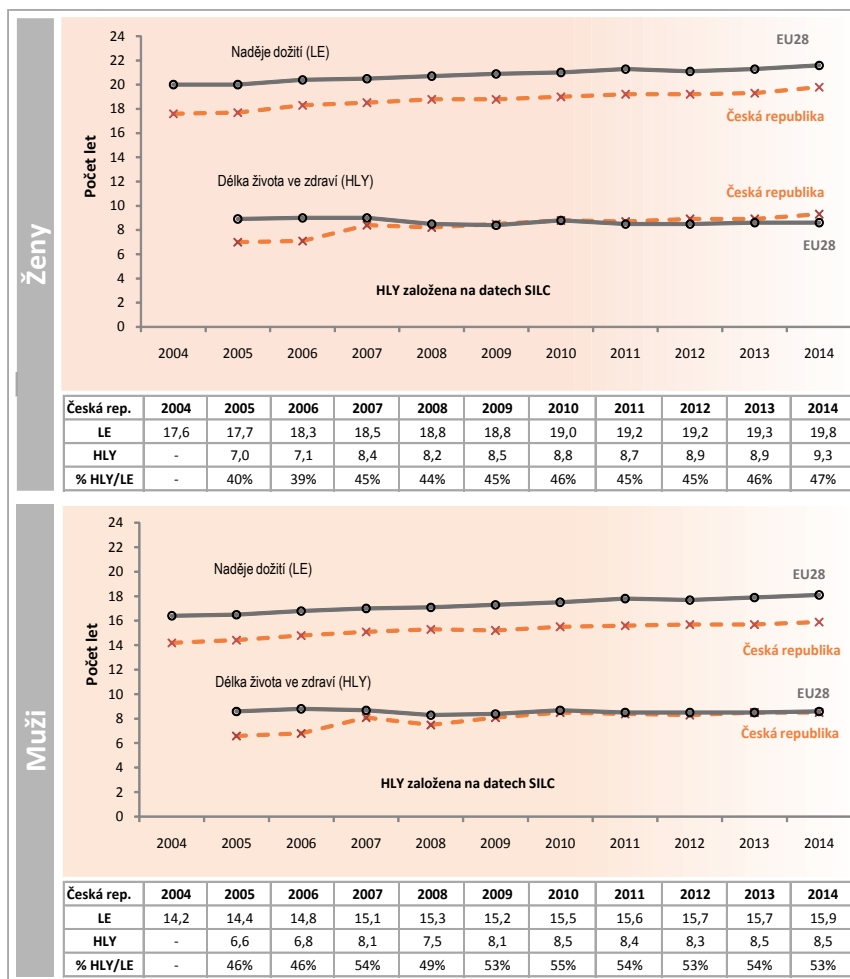 Ženy
24
22
20
18
16
14
12
10
8
6
4
2
0
Počet let
Naděje dožití (LE)
EU28
Česká republika
Délka života ve zdraví (HLY)
Česká republika
EU28
HLY založena na datech SILC
2004 2005 2006 2007 2008 2009 2010 2011 2012 2013 2014
Česká rep. 2004 2005 2006 2007 2008 2009 2010 2011 2012 2013 2014
LE 17,6 17,7 18,3 18,5 18,8 18,8 19,0 19,2 19,2 19,3 19,8
HLY - 7,0 7,1 8,4 8,2 8,5 8,8 8,7 8,9 8,9 9,3
% HLY/LE - 40% 39% 45% 44% 45% 46% 45% 45% 46% 47%
Muži
24
22
20
18
16
14
12
10
8
6
4
2
0
Počet let
Naděje dožití (LE)
EU28
Česká republika
Délka života ve zdraví (HLY)
EU28
Česká republika
HLY založena na datech SILC
2004 2005 2006 2007 2008 2009 2010 2011 2012 2013 2014
Česká rep. 2004 2005 2006 2007 2008 2009 2010 2011 2012 2013 2014
LE 14,2 14,4 14,8 15,1 15,3 15,2 15,5 15,6 15,7 15,7 15,9
HLY - 6,6 6,8 8,1 7,5 8,1 8,5 8,4 8,3 8,5 8,5
% HLY/LE - 46% 46% 54% 49% 53% 55% 54% 53% 54% 53%